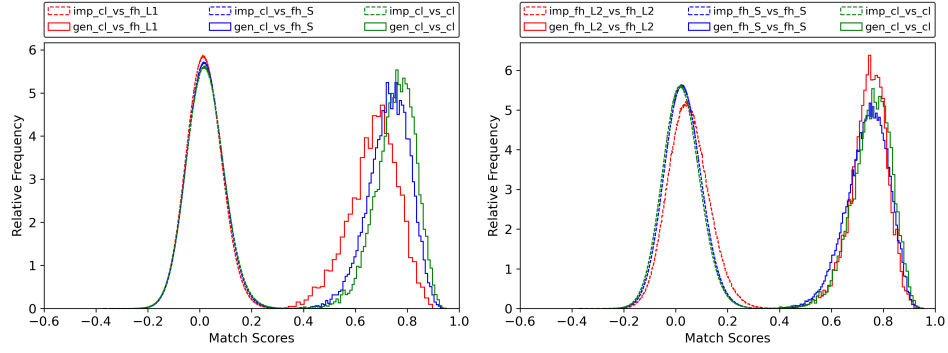 imp_cl_vs_fh_L1 imp_cl_vs_fh_S imp_cl_vs_cl
gen_cl_vs_fh_L1 gen_cl_vs_fh_S gen_cl_vs_cl
Relative Frequency
6
5
4
3
2
1
0
−0.6 −0.4 −0.2 0.0 0.2 0.4 0.6 0.8 1.0
Match Scores
imp_fh_L2_vs_fh_L2 imp_fh_S_vs_fh_S imp_cl_vs_cl
gen_fh_L2_vs_fh_L2 gen_fh_S_vs_fh_S gen_cl_vs_cl
Relative Frequency
6
5
4
3
2
1
0
−0.6 −0.4 −0.2 0.0 0.2 0.4 0.6 0.8 1.0
Match Scores